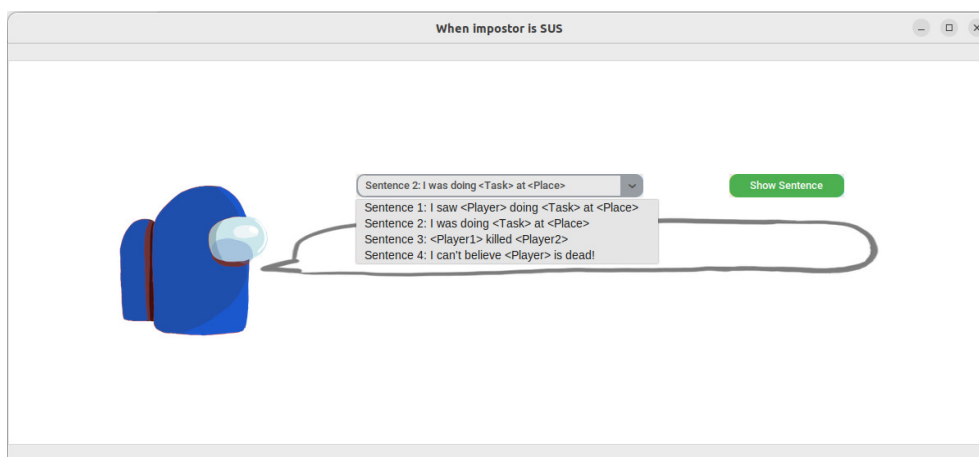 When impostor is SUS
Sentence 2: I was doing <Task> at <Place>
Show Sentence
Sentence 1: I saw <Player> doing <Task> at <Place>
Sentence 2: I was doing <Task> at <Place>
Sentence 3: <Player1> killed <Player2>
Sentence 4: I can't believe <Player> is dead!